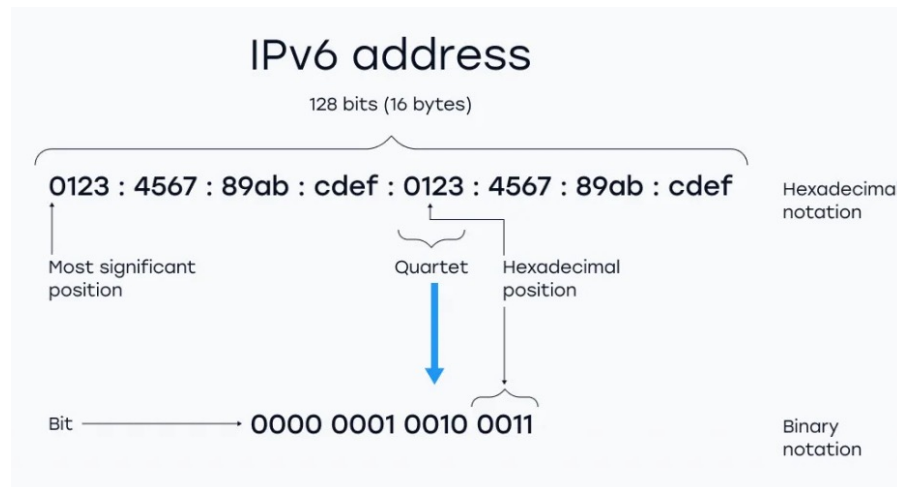 IPv6 address
128 bits (16 bytes)
0123 : 4567 : 89ab : cdef : 0123 : 4567 : 89ab : cdef
Hexadecimal
notation
Most significant
position
Quartet
Hexadecimal
position
Bit
0000 0001 0010 0011
Binary
notation